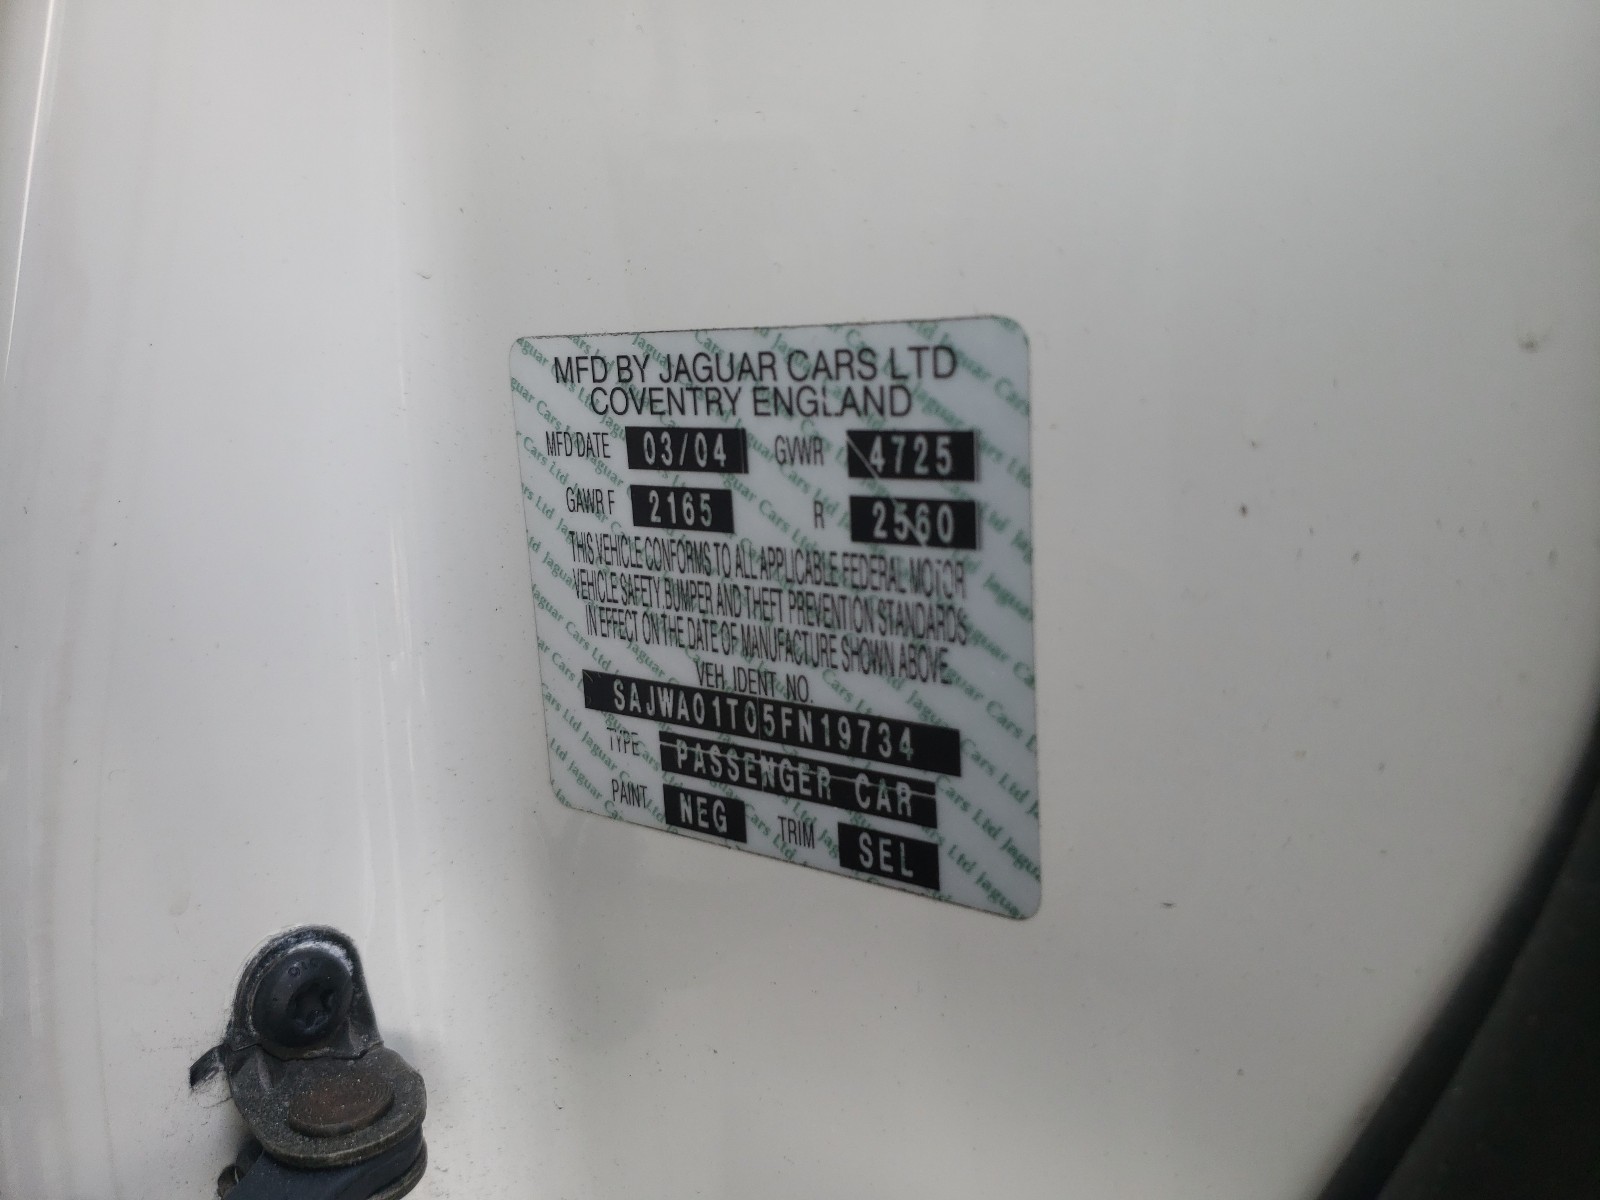 MFD BY JAGUAR CARS LTD
COVENTRY ENGLAND
MFD DATE 03/04 GVWR 4725
GAWR F 2165 R 2560
THIS VEHICLE CONFORMS TO ALL APPLICABLE FEDERAL MOTOR
VEHICLE SAFETY, BUMPER AND THEFT PREVENTION STANDARDS
IN EFFECT ON THE DATE OF MANUFACTURE SHOWN ABOVE.
VEH. IDENT NO.
SAJWA01T05FN19734
TYPE PASSENGER CAR
PAINT NEG TRIM SEL